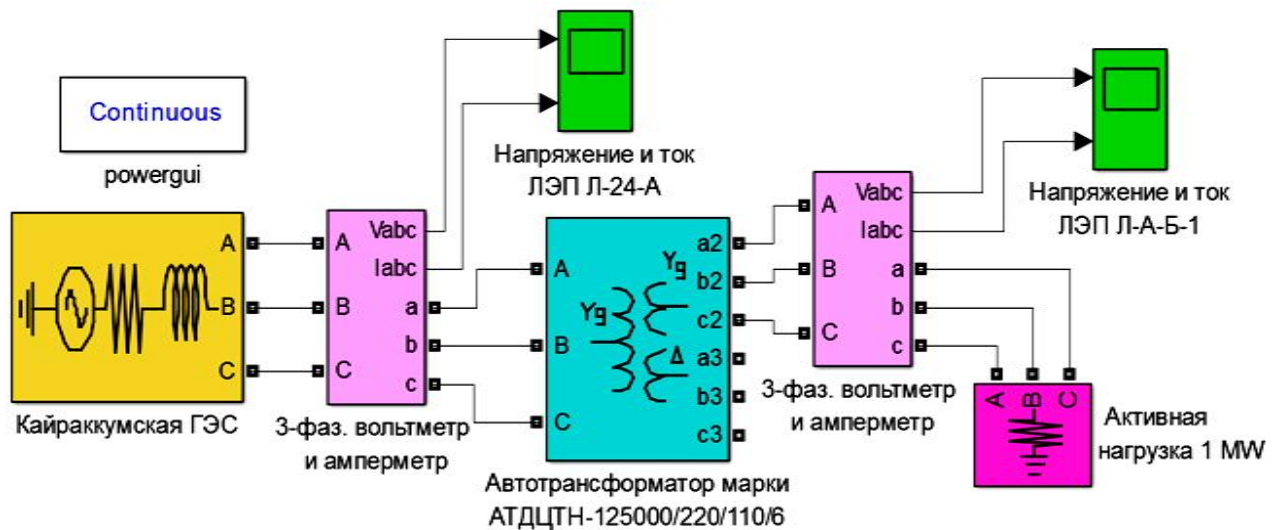 Continuous
powergui
Напряжение и ток
ЛЭП Л-24-А
Напряжение и ток
ЛЭП Л-А-Б-1
A
B
C
Кайраккумская ГЭС
A
B
C
Vabc
Iabc
a
b
c
3-фаз. вольтметр
и амперметр
A
B
C
Yg
Yg
Δ
a2
b2
c2
a3
b3
c3
Автотрансформатор марки
АТДЦТН-125000/220/110/6
A
B
C
Vabc
Iabc
a
b
c
3-фаз. вольтметр
и амперметр
A
B
C
Активная
нагрузка 1 MW